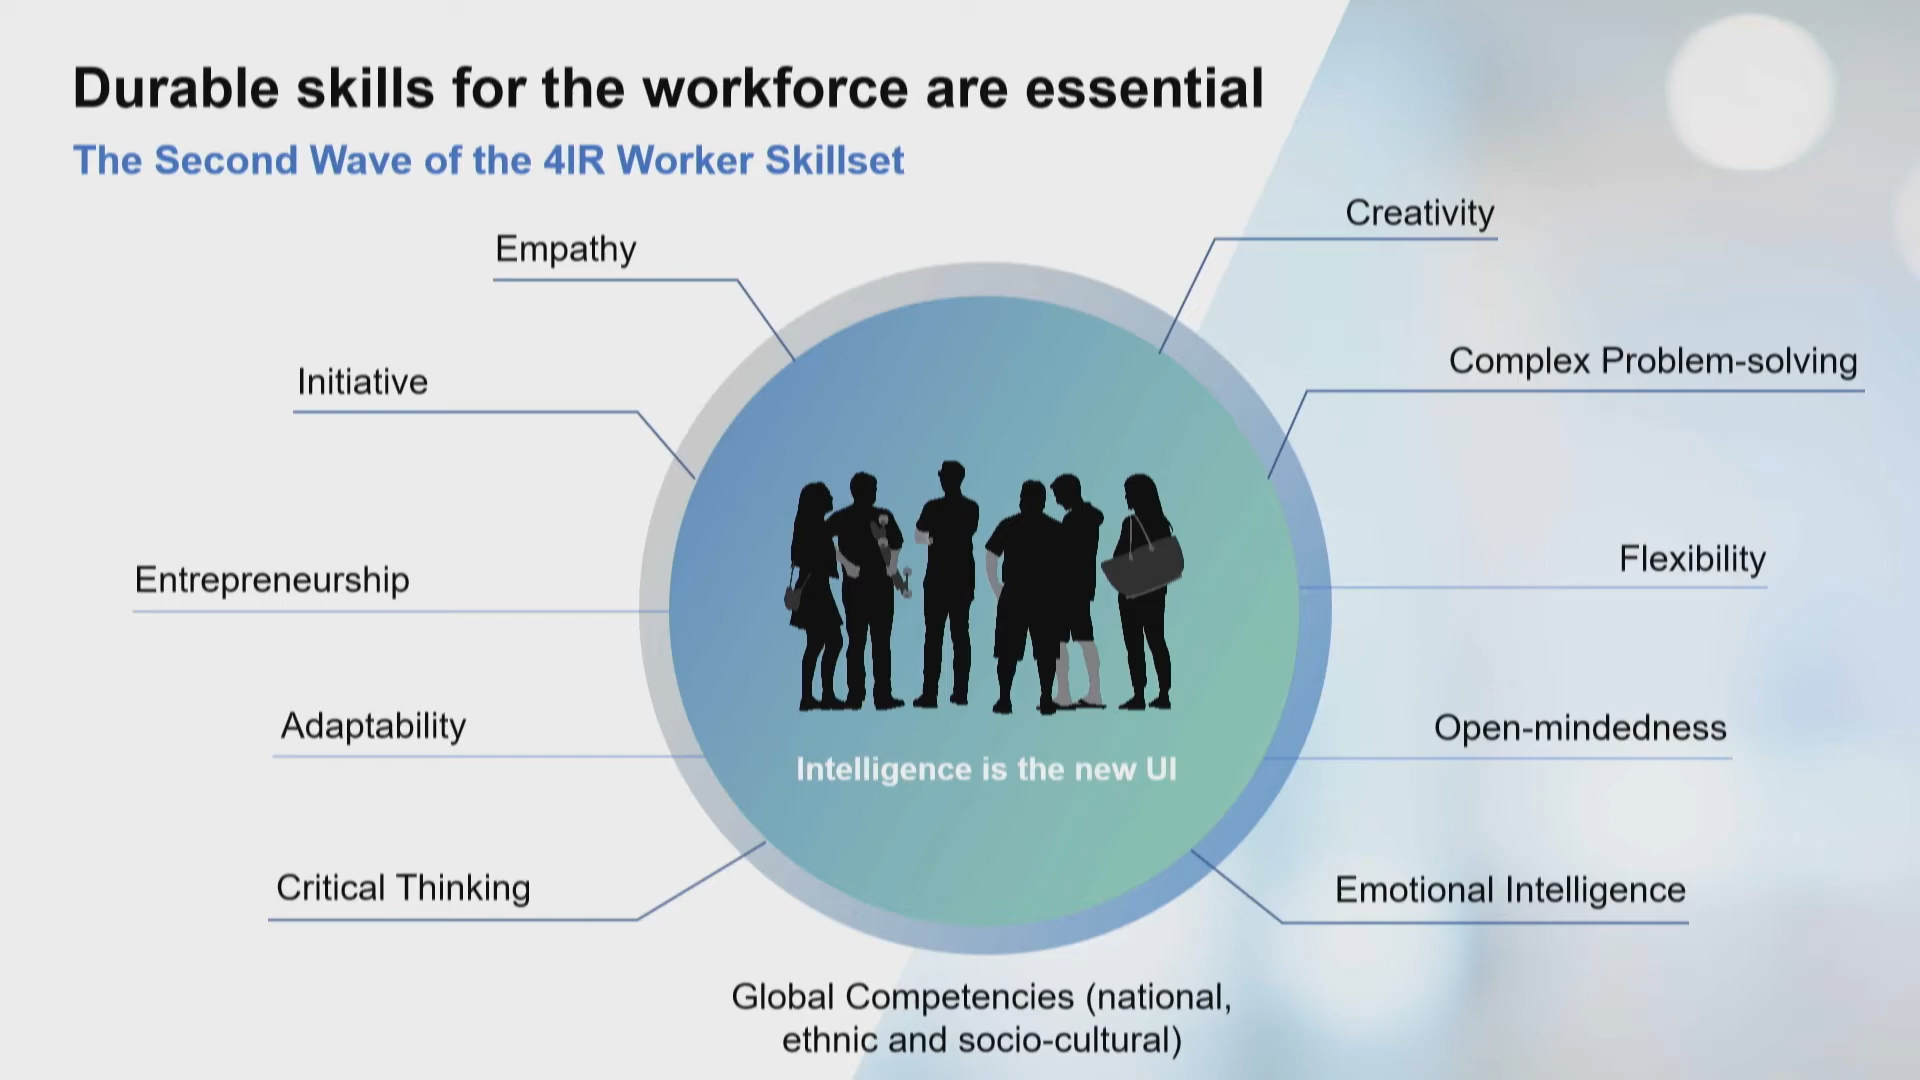 Durable skills for the workforce are essential
The Second Wave of the 4IR Worker Skillset
Empathy
Initiative
Entrepreneurship
Adaptability
Critical Thinking
Creativity
Complex Problem-solving
Flexibility
Open-mindedness
Emotional Intelligence
Intelligence is the new UI
Global Competencies (national,
ethnic and socio-cultural)